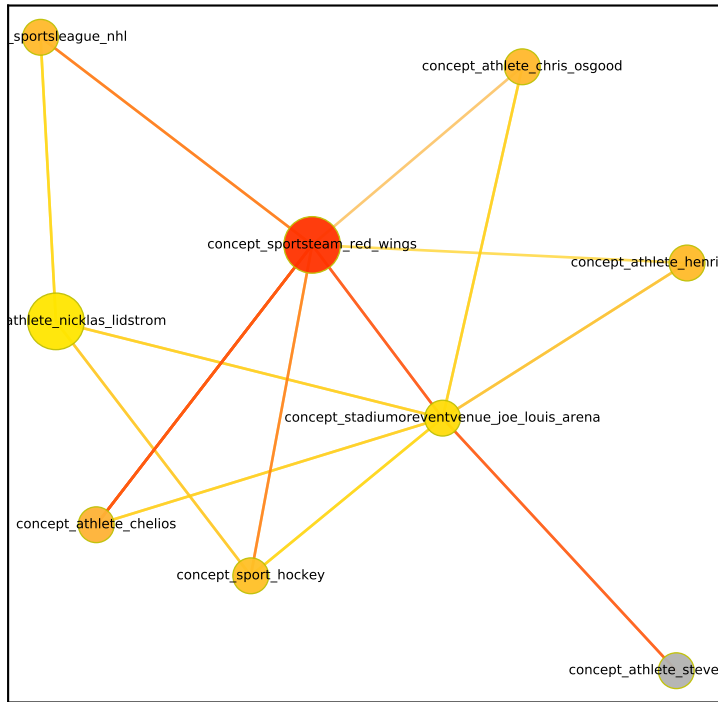 _sportsleague_nhl
concept_athlete_chris_osgood
concept_sportsteam_red_wings
concept_athlete_henri
athlete_nicklas_lidstrom
concept_stadiumoreventvenue_joe_louis_arena
concept_athlete_chelios
concept_sport_hockey
concept_athlete_steve